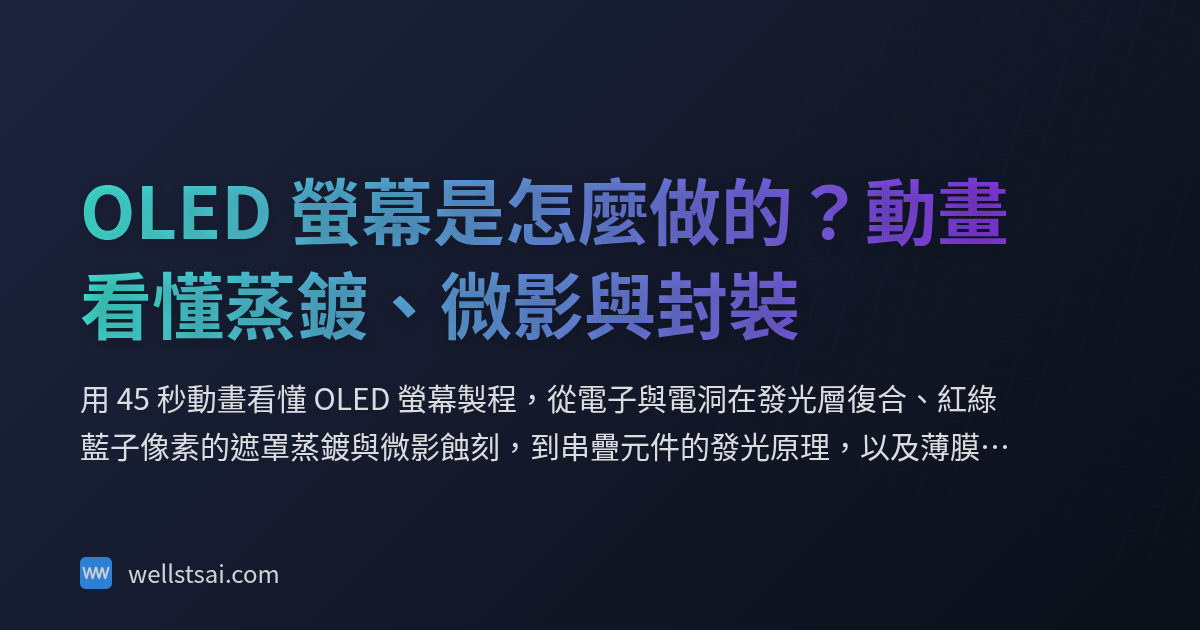 OLED 螢幕是怎麼做的？動畫
看懂蒸鍍、微影與封裝
用 45 秒動畫看懂 OLED 螢幕製程，從電子與電洞在發光層復合、紅綠
藍子像素的遮罩蒸鍍與微影蝕刻，到串疊元件的發光原理，以及薄膜…
wellstsai.com